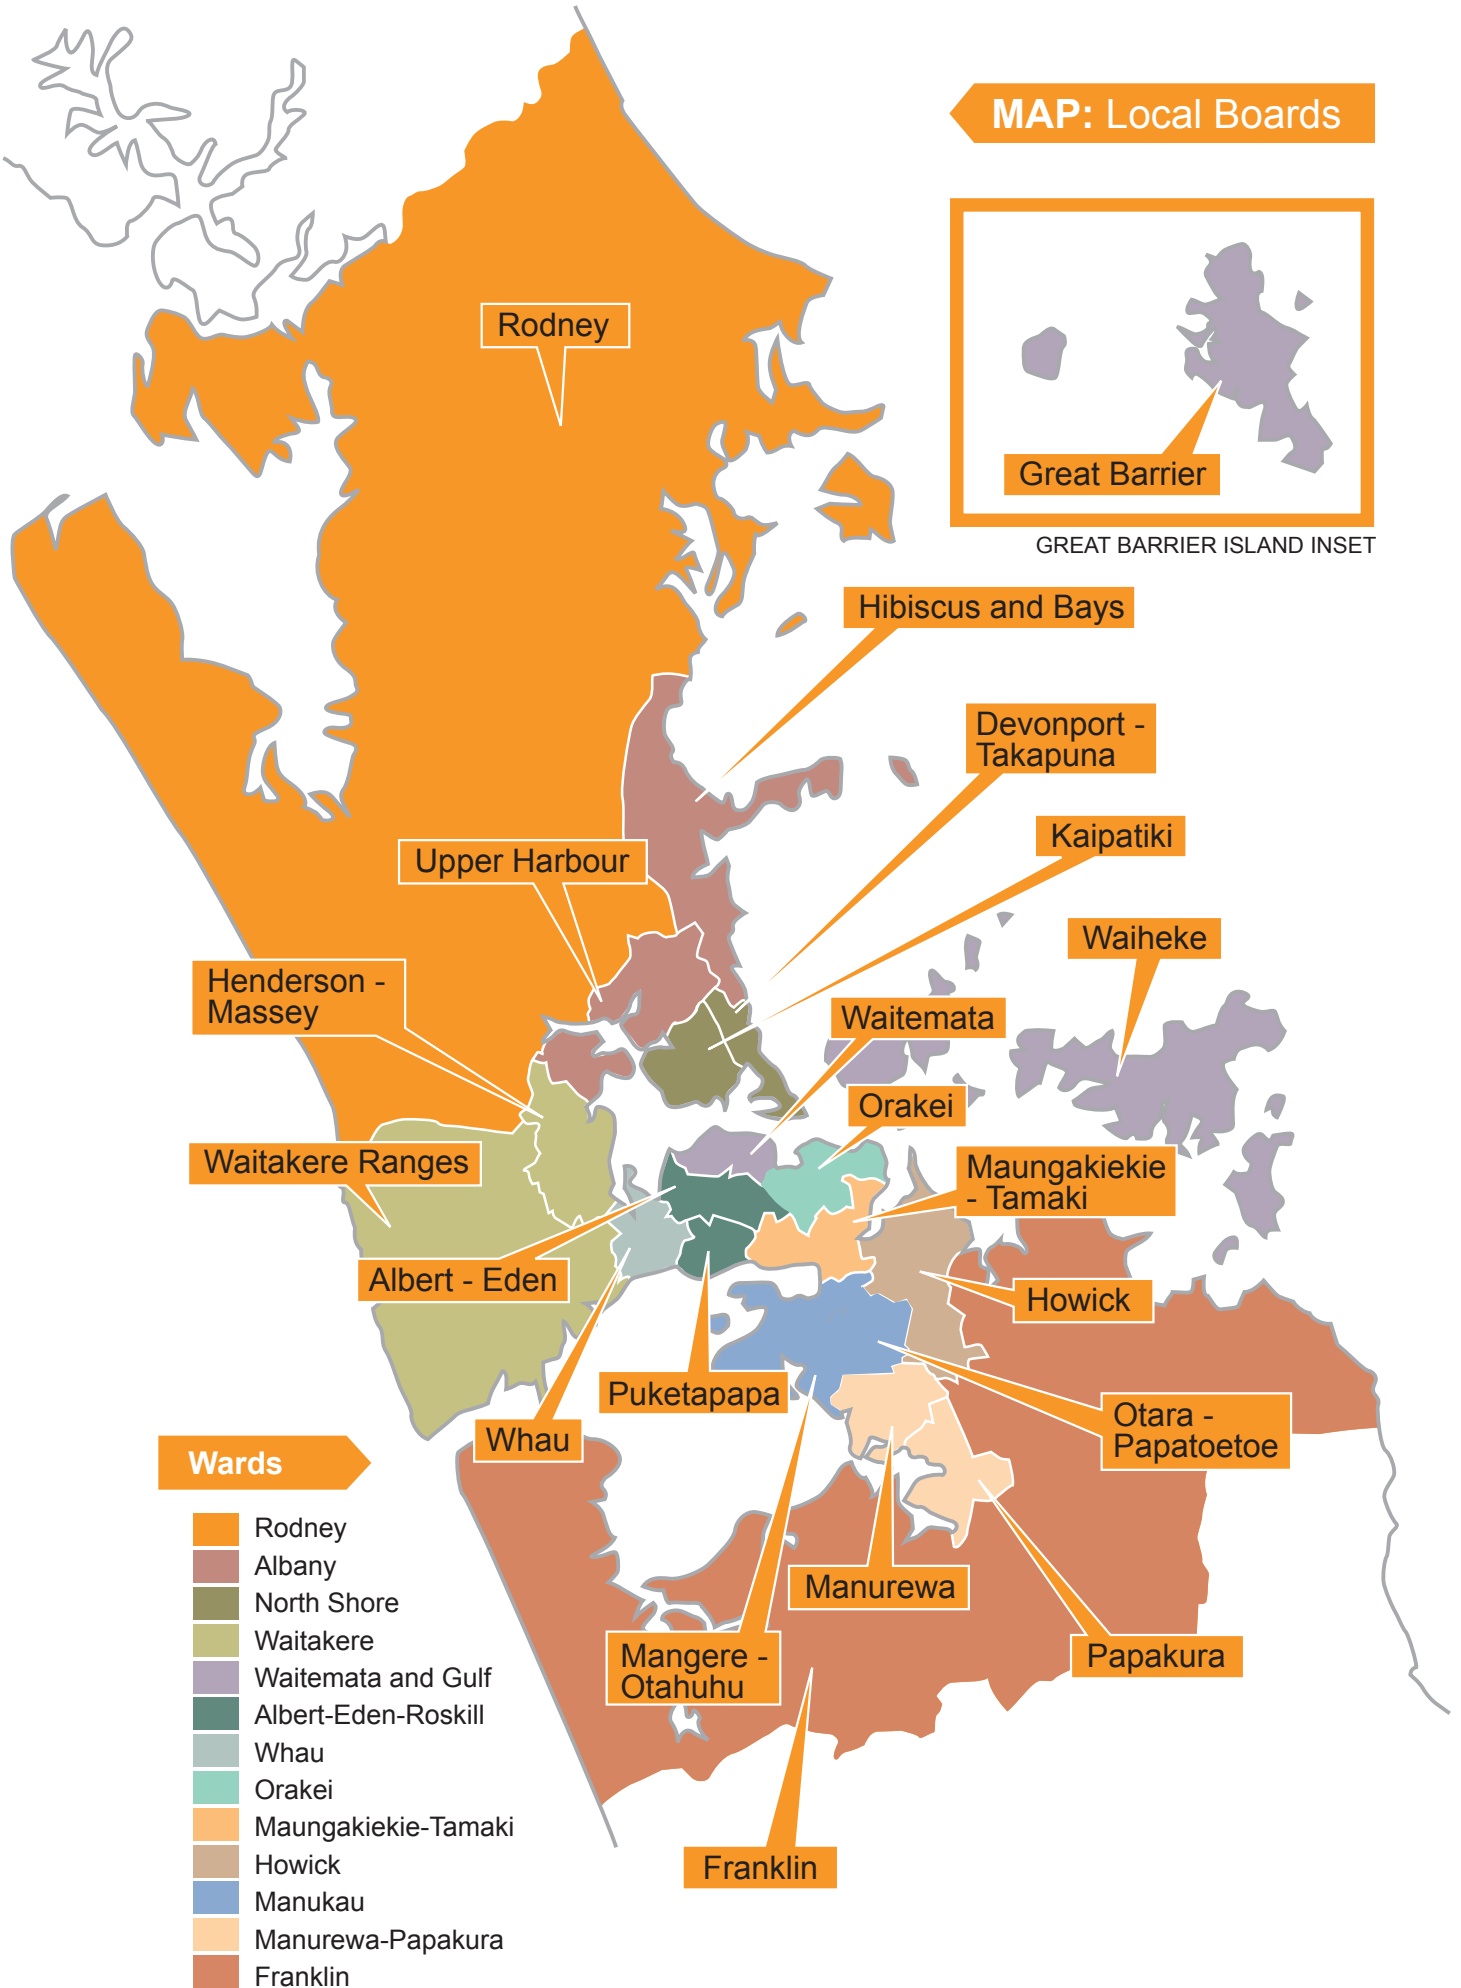 MAP: Local Boards
Rodney
Great Barrier
GREAT BARRIER ISLAND INSET
Hibiscus and Bays
Devonport -
Takapuna
Kaipatiki
Upper Harbour
Waiheke
Henderson -
Massey
Waitemata
Orakei
Waitakere Ranges
Maungakiekie
- Tamaki
Albert - Eden
Howick
Puketapapa
Otara -
Papatoetoe
Whau
Manurewa
Mangere -
Otahuhu
Papakura
Franklin
Wards
Rodney
Albany
North Shore
Waitakere
Waitemata and Gulf
Albert-Eden-Roskill
Whau
Orakei
Maungakiekie-Tamaki
Howick
Manukau
Manurewa-Papakura
Franklin